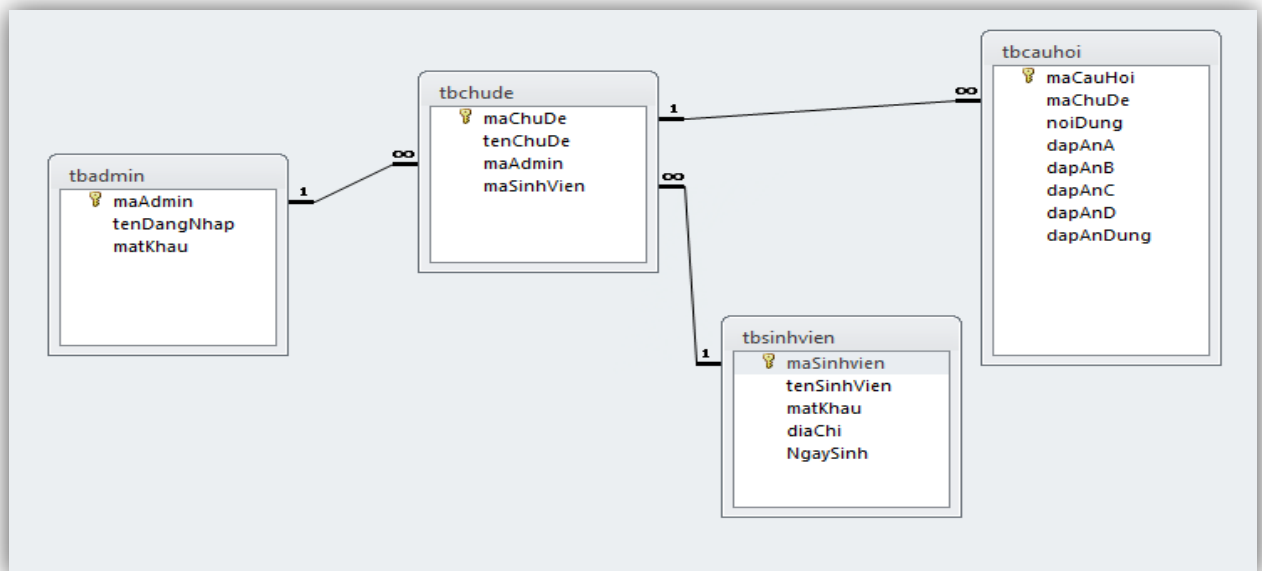 tbadmin
maAdmin
tenDangNhap
matKhau
1
∞
tbchude
maChuDe
tenChuDe
maAdmin
maSinhVien
1
∞
∞
1
tbcauhoi
maCauHoi
maChuDe
noiDung
dapAnA
dapAnB
dapAnC
dapAnD
dapAnDung
tbsinhvien
maSinhvien
tenSinhVien
matKhau
diaChi
NgaySinh